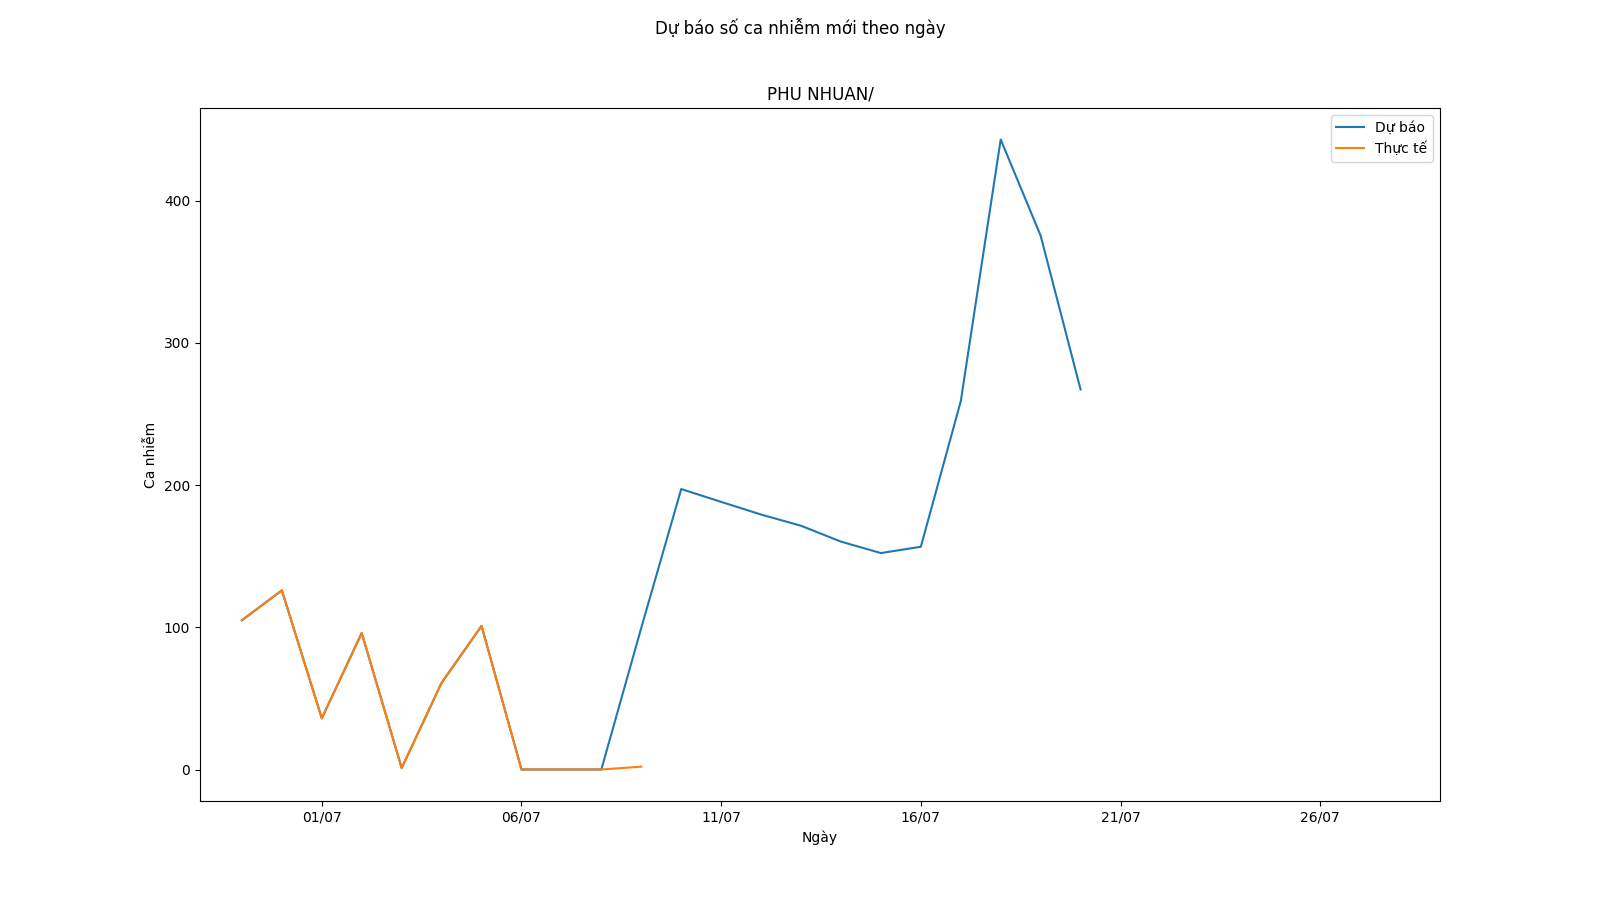 Dự báo số ca nhiễm mới theo ngày
PHU NHUAN/
Dự báo
Thực tế
400
300
200
100
0
Ca nhiễm
01/07
06/07
11/07
16/07
21/07
26/07
Ngày